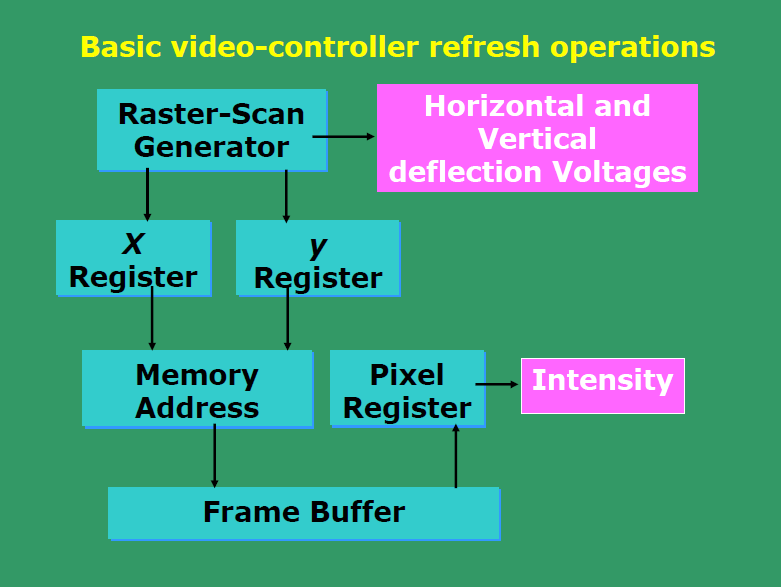 Basic video-controller refresh operations
Raster-Scan
Generator
Horizontal and
Vertical
deflection Voltages
X
Register
y
Register
Memory
Address
Pixel
Register
Intensity
Frame Buffer